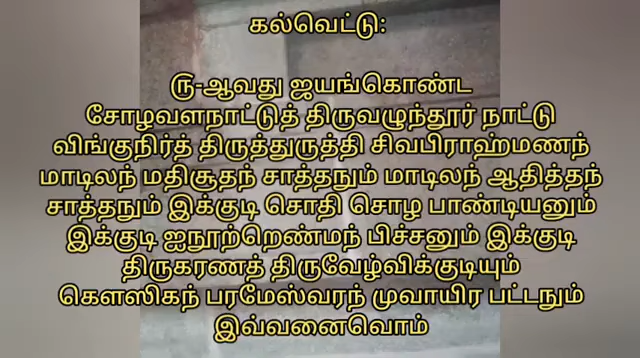 கல்வெட்டு:
௫-ஆவது ஜயங்கொண்ட
சோழவளநாட்டுத் திருவழுந்தூர் நாட்டு
விங்குநிர்த் திருத்துருத்தி சிவபிராஹ்மணந்
மாடிலந் மதிசூதந் சாத்தநும் மாடிலந் ஆதித்தந்
சாத்தநும் இக்குடி சொதி சொழ பாண்டியனும்
இக்குடி ஐநூற்றெண்மந் பிச்சனும் இக்குடி
திருகரணத் திருவேழ்விக்குடியும்
கௌஸிகந் பரமேஸ்வரந் முவாயிர பட்டநும்
இவ்வனைவொம்